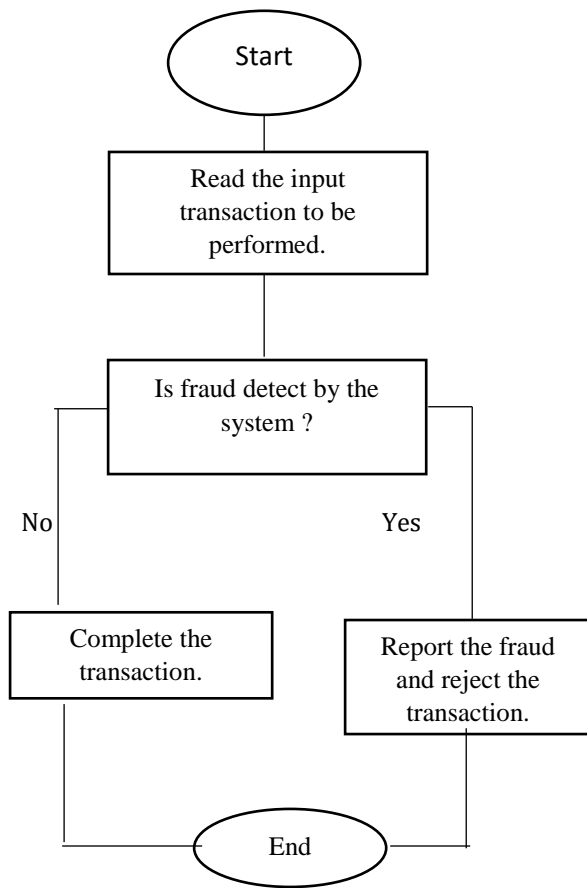 Start
Read the input
transaction to be
performed.
Is fraud detect by the
system ?
No
Yes
Complete the
transaction.
Report the fraud
and reject the
transaction.
End